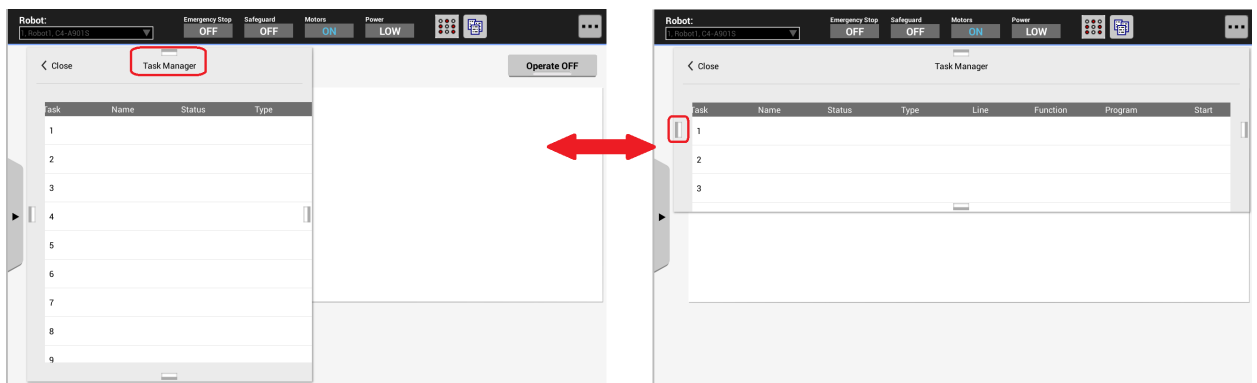 Robot:
1, Robot1, C4-A901S
Emergency Stop
OFF
Safeguard
OFF
Motors
ON
Power
LOW
Close
Task Manager
Operate OFF
Task Name Status Type
1
2
3
4
5
6
7
8
9
Robot:
1, Robot1, C4-A901S
Emergency Stop
OFF
Safeguard
OFF
Motors
ON
Power
LOW
Close
Task Manager
Task Name Status Type Line Function Program Start
1
2
3